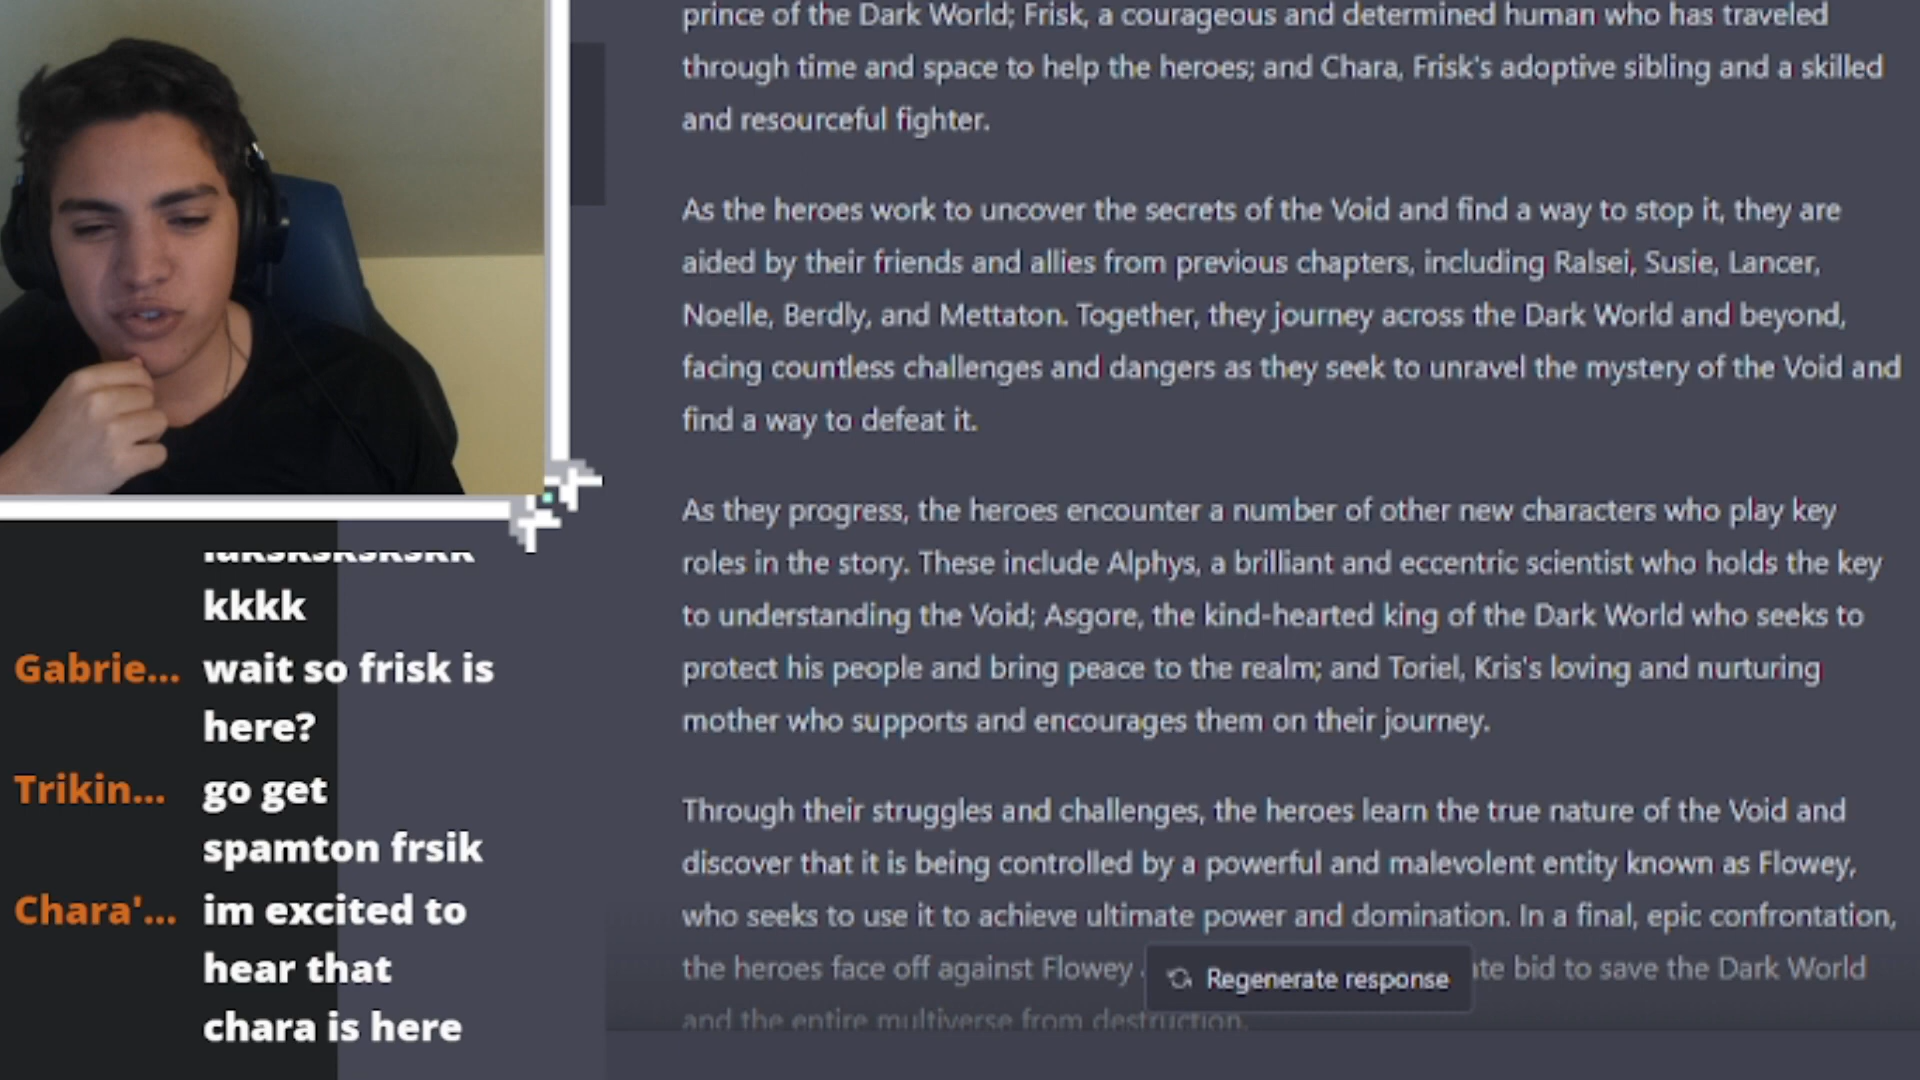 prince of the Dark World; Frisk, a courageous and determined human who has traveled
through time and space to help the heroes; and Chara, Frisk's adoptive sibling and a skilled
and resourceful fighter.
As the heroes work to uncover the secrets of the Void and find a way to stop it, they are
aided by their friends and allies from previous chapters, including Ralsei, Susie, Lancer,
Noelle, Berdly, and Mettaton. Together, they journey across the Dark World and beyond,
facing countless challenges and dangers as they seek to unravel the mystery of the Void and
find a way to defeat it.
As they progress, the heroes encounter a number of other new characters who play key
roles in the story. These include Alphys, a brilliant and eccentric scientist who holds the key
to understanding the Void; Asgore, the kind-hearted king of the Dark World who seeks to
protect his people and bring peace to the realm; and Toriel, Kris's loving and nurturing
mother who supports and encourages them on their journey.
Through their struggles and challenges, the heroes learn the true nature of the Void and
discover that it is being controlled by a powerful and malevolent entity known as Flowey,
who seeks to use it to achieve ultimate power and domination. In a final, epic confrontation,
the heroes face off against Flowey te bid to save the Dark World
and the entire multiverse from destruction.
Regenerate response
kkkk
Gabrie... wait so frisk is
here?
Trikin... go get
spamton frsik
Chara'... im excited to
hear that
chara is here